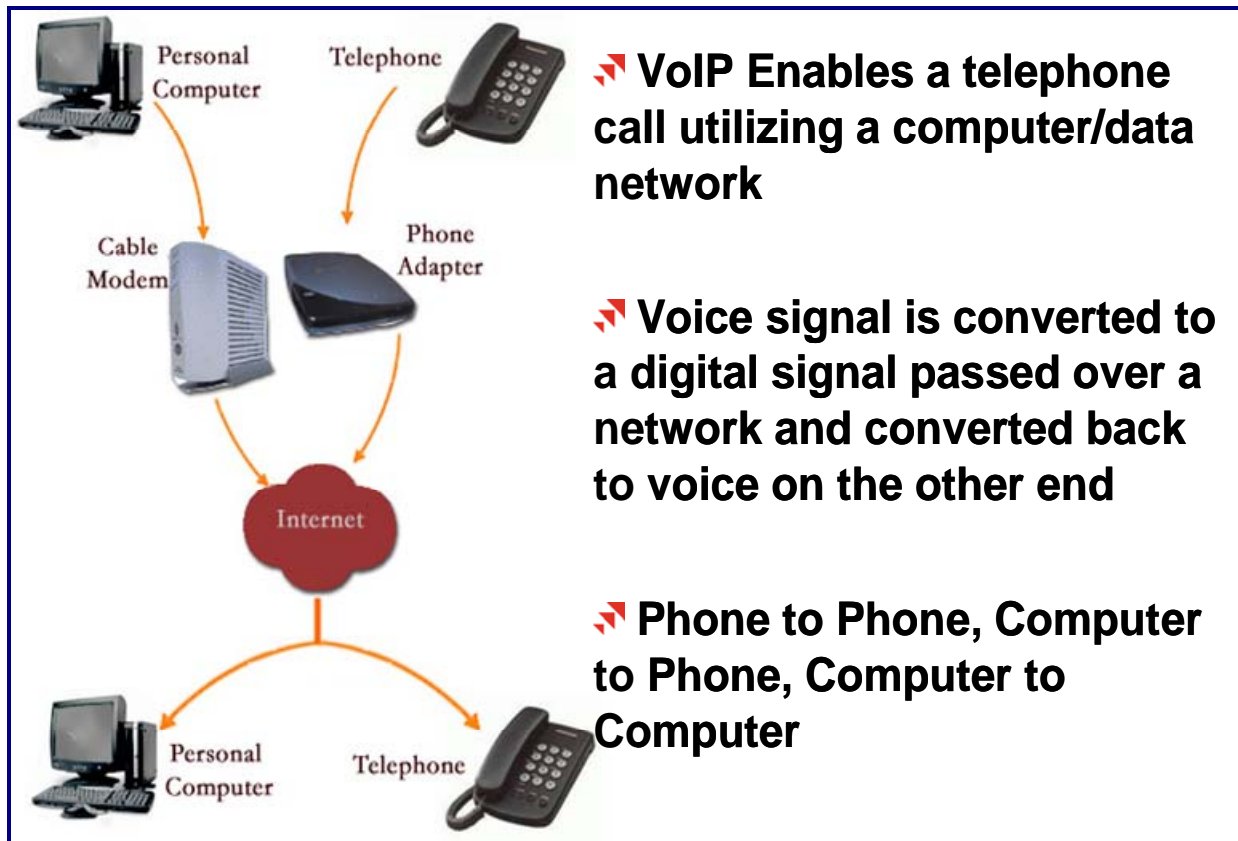 Personal
Computer
Telephone
Cable
Modem
Phone
Adapter
Internet
Personal
Computer
Telephone
VoIP Enables a telephone
call utilizing a computer/data
network
Voice signal is converted to
a digital signal passed over a
network and converted back
to voice on the other end
Phone to Phone, Computer
to Phone, Computer to
Computer